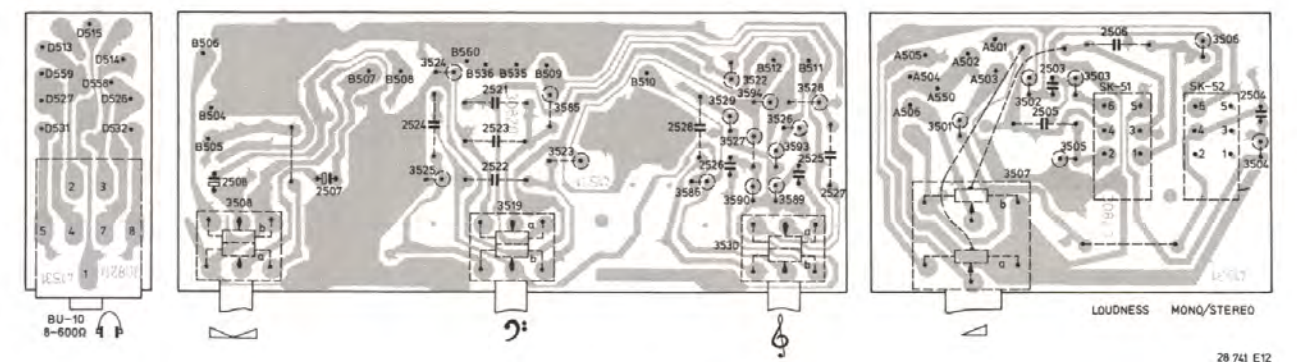 D515
D513
D514
D559
D558
D527
D526
D531
D532
2
3
5
4
7
8
1
BU-10
8-600Ω
B506
B504
B505
2508
3508
b
a
2507
B507
B508
3524
B560
B536
B535
B509
2521
3585
2524
2523
3523
2522
3525
3519
a
b
B510
B512
B511
3522
3594
3528
3529
2528
3526
3527
3593
2526
2525
3586
2527
3590
3589
3530
a
b
A505
A501
A502
A504
A503
A550
A506
3501
2503
3503
3502
2505
3505
2506
3506
SK-51
SK-52
6 5
4 3
2 1
6 5
4 3
2 1
2504
3504
3507
b
a
LOUDNESS
MONO/STEREO
28 741 E12